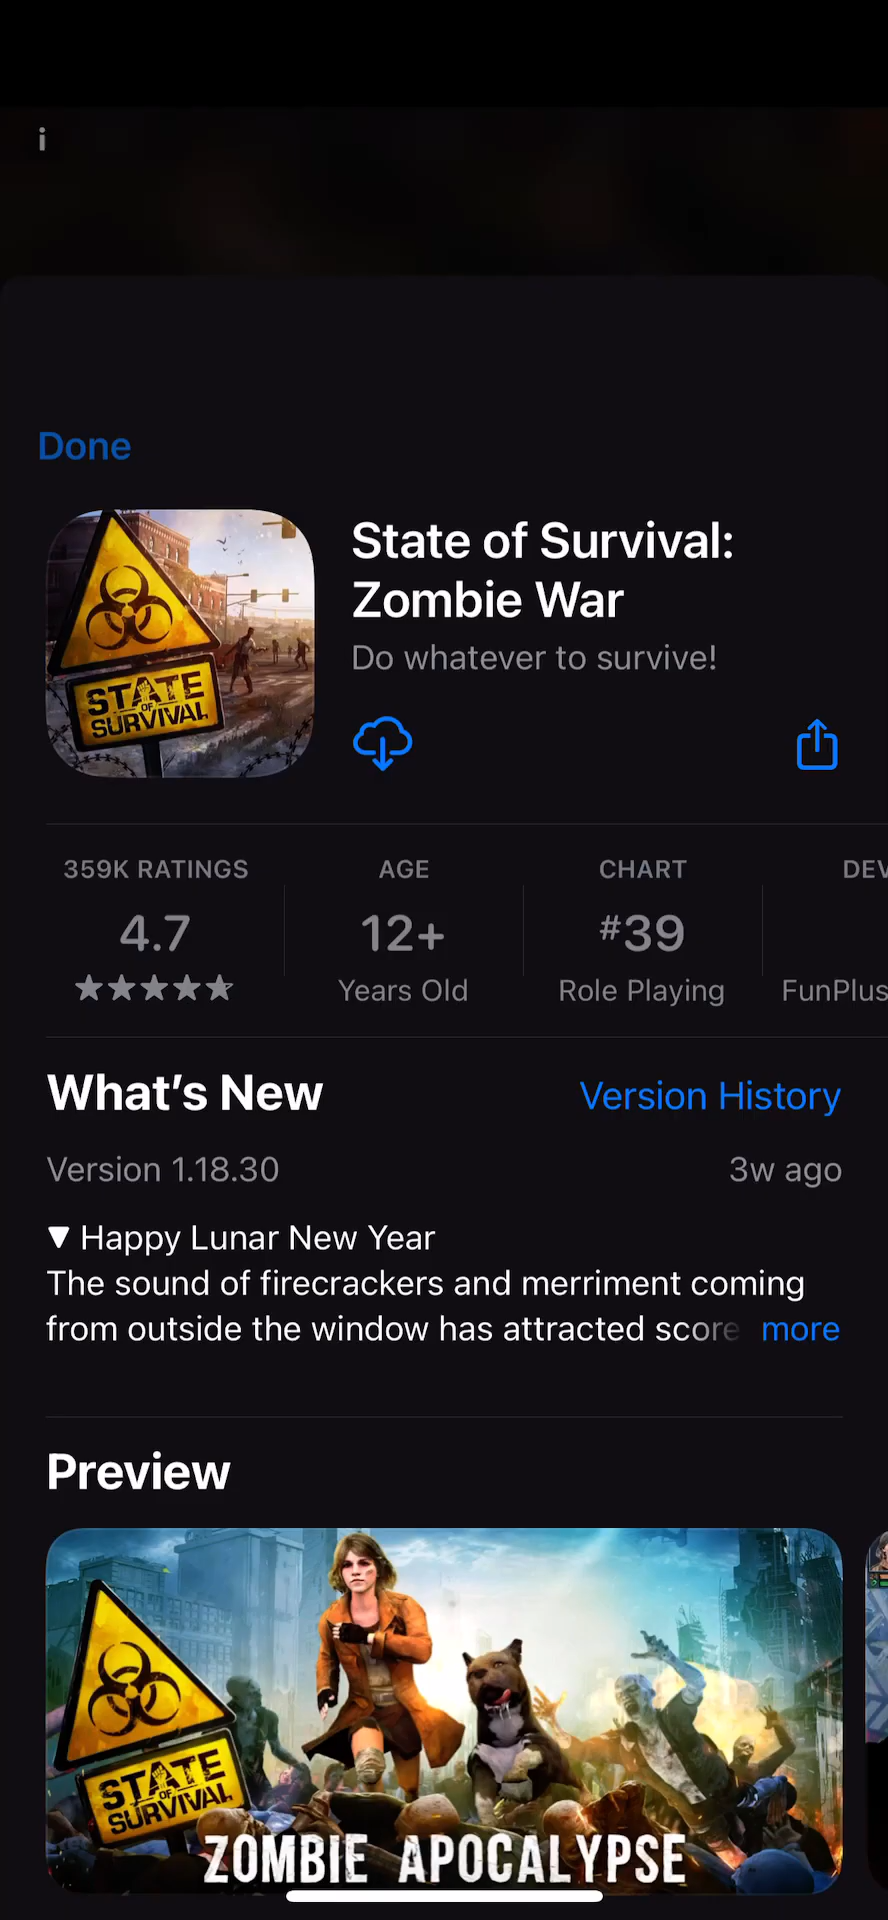 i
Done
STATE
OF
SURVIVAL
State of Survival:
Zombie War
Do whatever to survive!
359K RATINGS
4.7
AGE
12+
Years Old
CHART
#39
Role Playing
DEV
FunPlus
What's New
Version History
Version 1.18.30
3w ago
▼ Happy Lunar New Year
The sound of firecrackers and merriment coming
from outside the window has attracted score more
Preview
STATE
OF
SURVIVAL
ZOMBIE APOCALYPSE